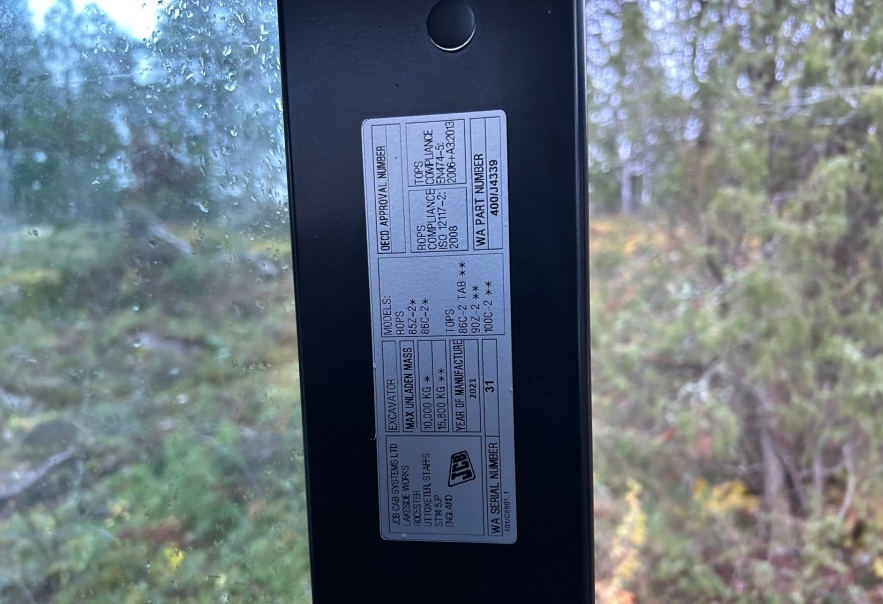 JCB CAB SYSTEMS LTD
LAKESIDE WORKS
ROCESTER
UTTOXETER, STAFFS
ST14 5JP
ENGLAND
JCB
WA SERIAL NUMBER
31
EXCAVATOR
MAX UNLADEN MASS
10,000 KG *
15,800 KG **
YEAR OF MANUFACTURE
2021
MODELS:
ROPS
85Z-2*
86C-2*
TOPS
86C-2 TAB **
90Z-2 **
100C-2 **
OECD APPROVAL NUMBER
ROPS
COMPLIANCE
ISO 12117-2:
2008
TOPS
COMPLIANCE
EN474-5:
2006+A3:2013
WA PART NUMBER
400/J4339